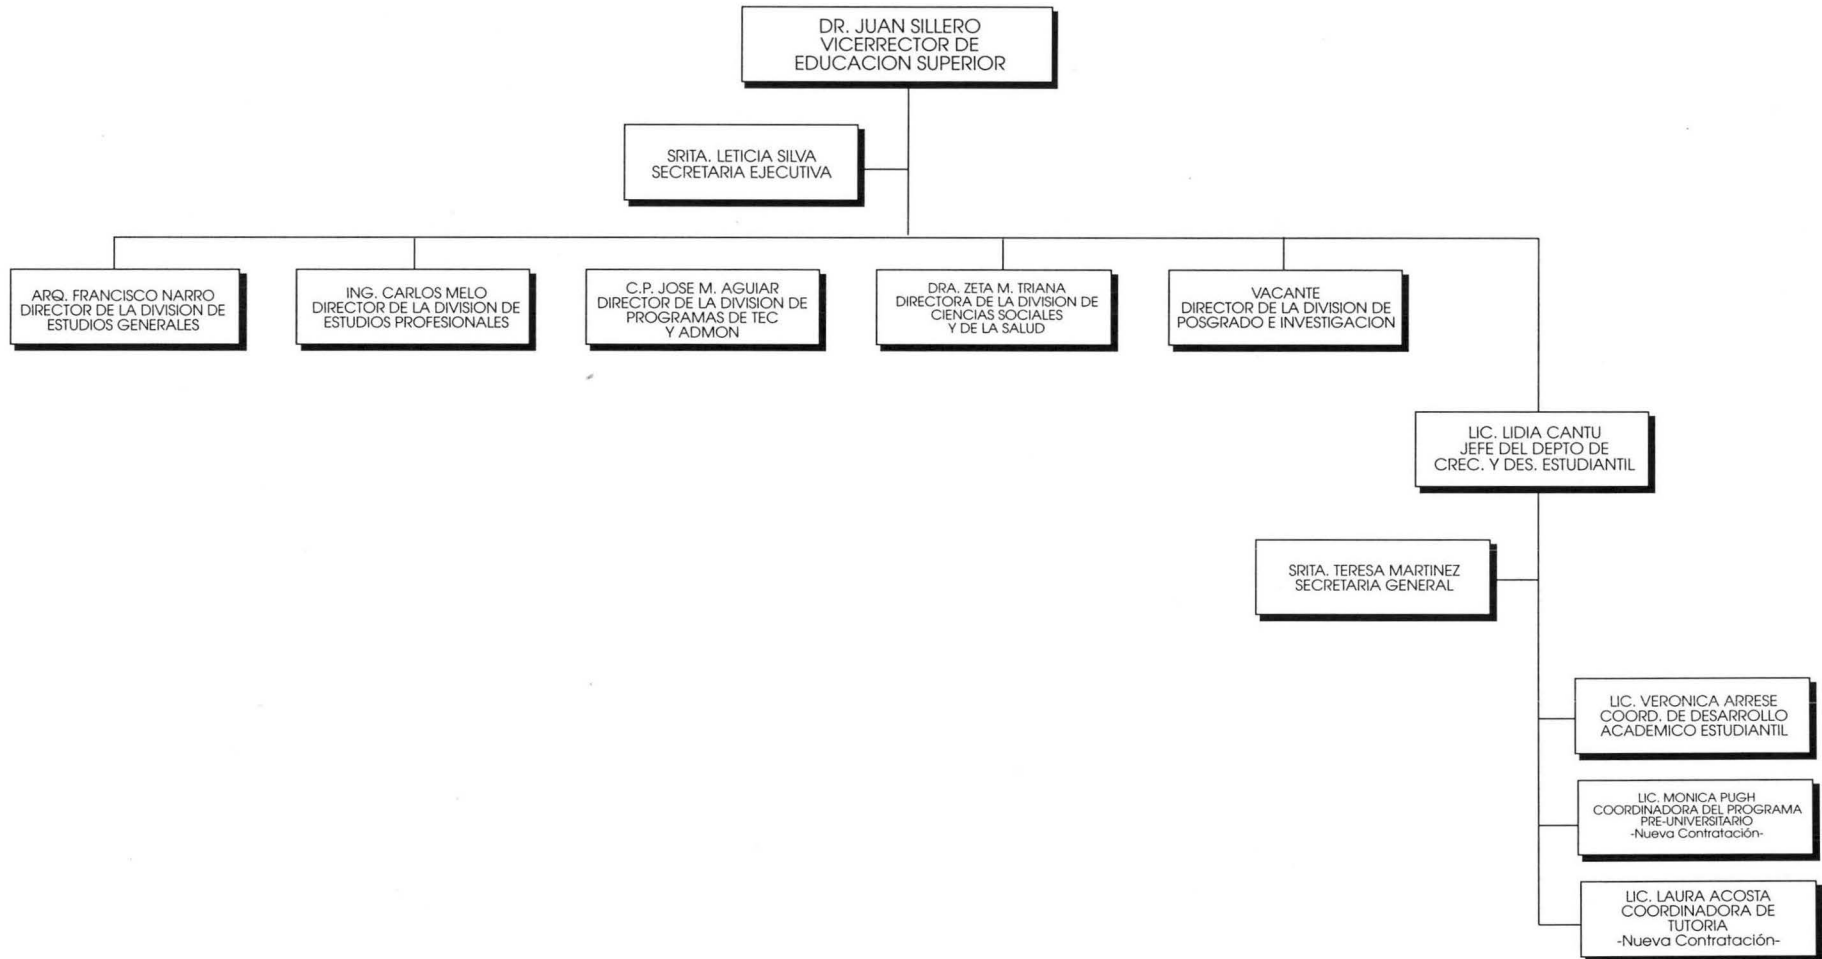 DR. JUAN SILLERO
VICERRECTOR DE
EDUCACION SUPERIOR
SRITA. LETICIA SILVA
SECRETARIA EJECUTIVA
ARQ. FRANCISCO NARRO
DIRECTOR DE LA DIVISION DE
ESTUDIOS GENERALES
ING. CARLOS MELO
DIRECTOR DE LA DIVISION DE
ESTUDIOS PROFESIONALES
C.P. JOSE M. AGUIAR
DIRECTOR DE LA DIVISION DE
PROGRAMAS DE TEC
Y ADMON
DRA. ZETA M. TRIANA
DIRECTORA DE LA DIVISION DE
CIENCIAS SOCIALES
Y DE LA SALUD
VACANTE
DIRECTOR DE LA DIVISION DE
POSGRADO E INVESTIGACION
LIC. LIDIA CANTU
JEFE DEL DEPTO DE
CREC. Y DES. ESTUDIANTIL
SRITA. TERESA MARTINEZ
SECRETARIA GENERAL
LIC. VERONICA ARRESE
COORD. DE DESARROLLO
ACADEMICO ESTUDIANTIL
LIC. MONICA PUGH
COORDINADORA DEL PROGRAMA
PRE-UNIVERSITARIO
-Nueva Contratación-
LIC. LAURA ACOSTA
COORDINADORA DE
TUTORIA
-Nueva Contratación-